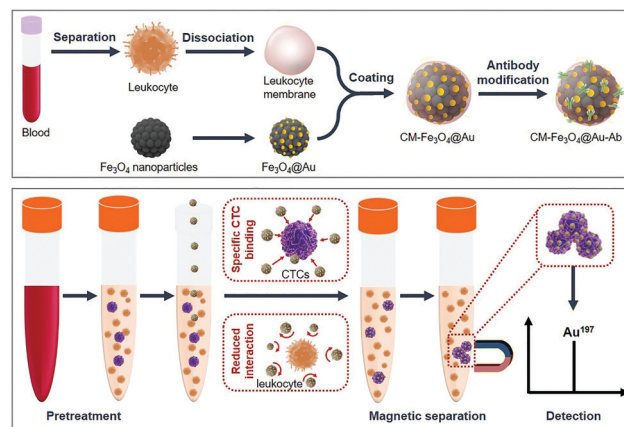 Separation
Dissociation
Leukocyte
Leukocyte
membrane
Blood
Coating
Antibody
modification
Fe₃O₄ nanoparticles
Fe₃O₄@Au
CM-Fe₃O₄@Au
CM-Fe₃O₄@Au-Ab
Specific CTC
binding
CTCs
Reduced
interaction
leukocyte
Au¹⁹⁷
Pretreatment
Magnetic separation
Detection